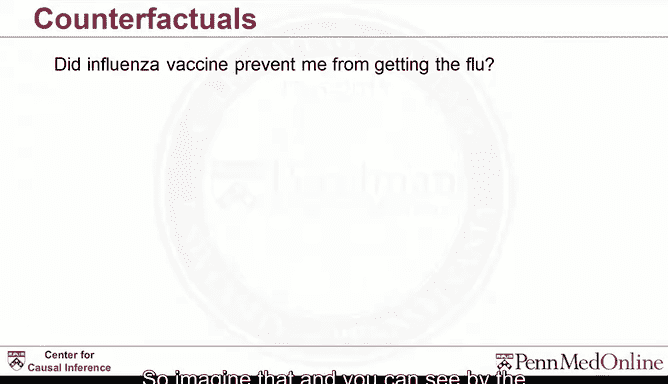 Counterfactuals
Did influenza vaccine prevent me from getting the flu?
Center for
Causal Inference
PennMedOnline
So imagine that and you can see by the